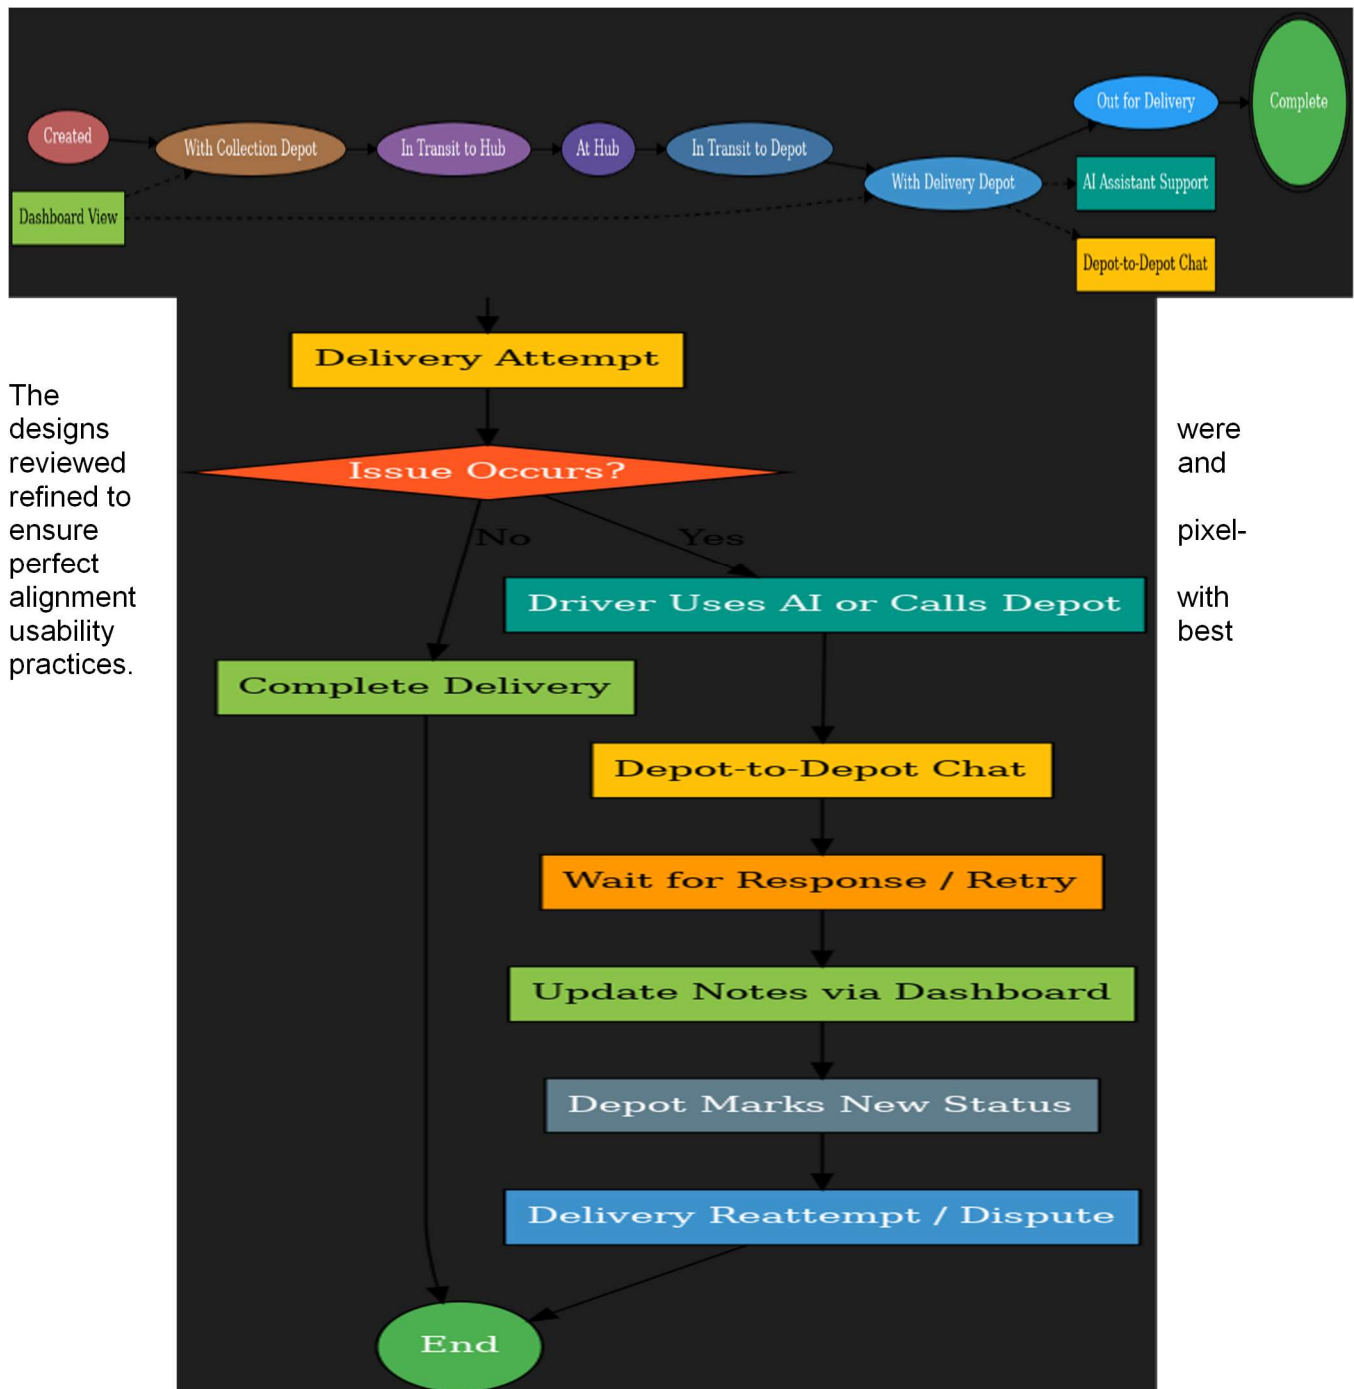 Created
With Collection Depot
In Transit to Hub
At Hub
In Transit to Depot
With Delivery Depot
Out for Delivery
Complete
AI Assistant Support
Dashboard View
Depot-to-Depot Chat
Delivery Attempt
Issue Occurs?
No
Yes
Driver Uses AI or Calls Depot
Complete Delivery
Depot-to-Depot Chat
Wait for Response / Retry
Update Notes via Dashboard
Depot Marks New Status
Delivery Reattempt / Dispute
End
The
designs were
reviewed and
refined to
ensure pixel-
perfect
alignment with
usability best
practices.